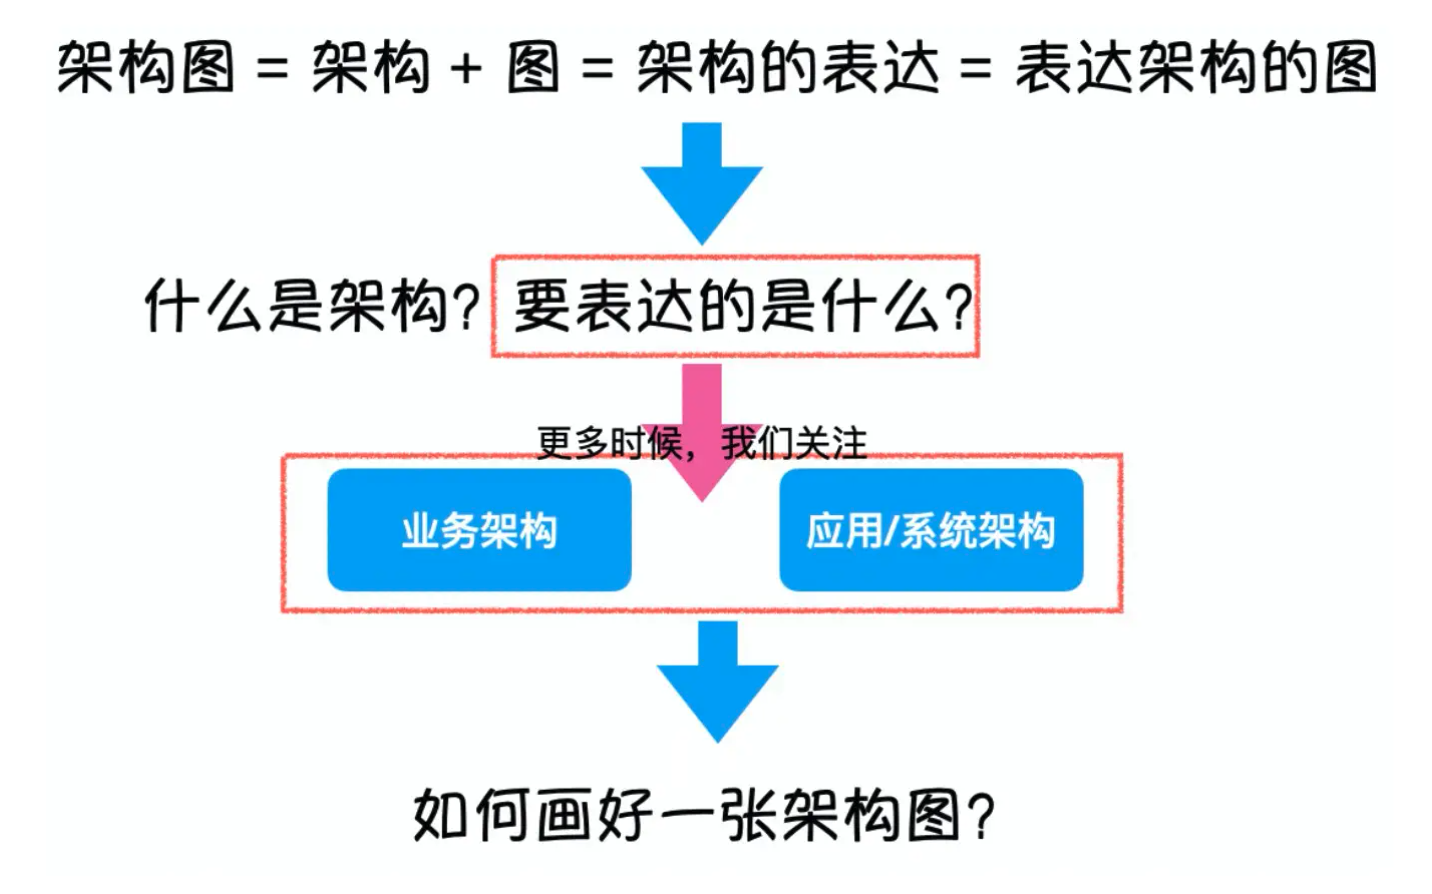 架构图 = 架构 + 图 = 架构的表达 = 表达架构的图
什么是架构? 要表达的是什么?
更多时候，我们关注
业务架构 应用/系统架构
如何画好一张架构图?